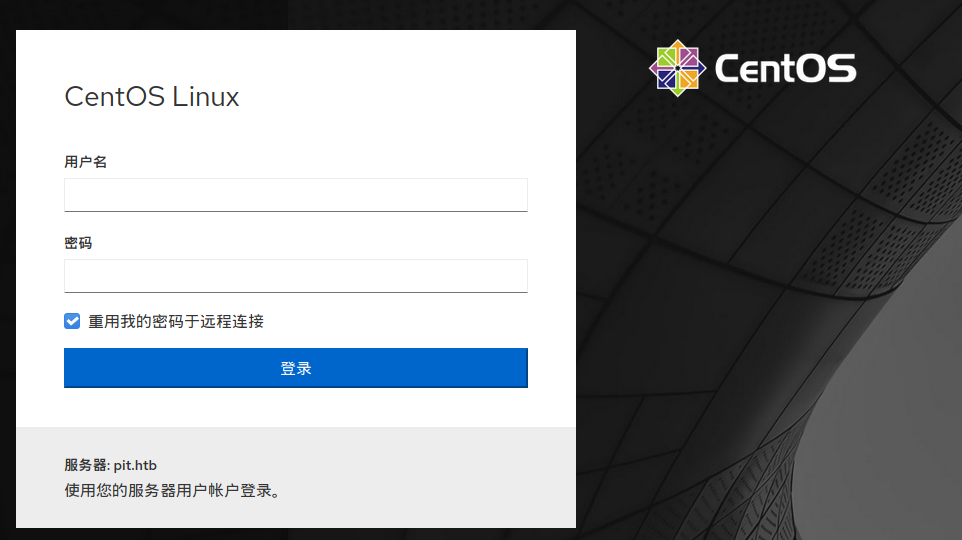 CentOS Linux
CentOS
用户名
密码
重用我的密码于远程连接
登录
服务器: pit.htb
使用您的服务器用户帐户登录。